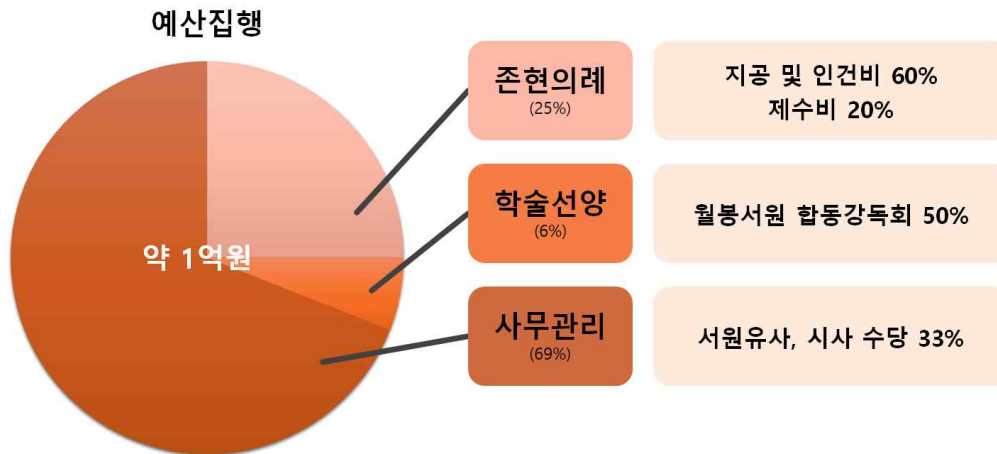 예산집행
약 1억원
존현의례
(25%)
지공 및 인건비 60%
제수비 20%
학술선양
(6%)
월봉서원 합동강독회 50%
사무관리
(69%)
서원유사, 시사 수당 33%